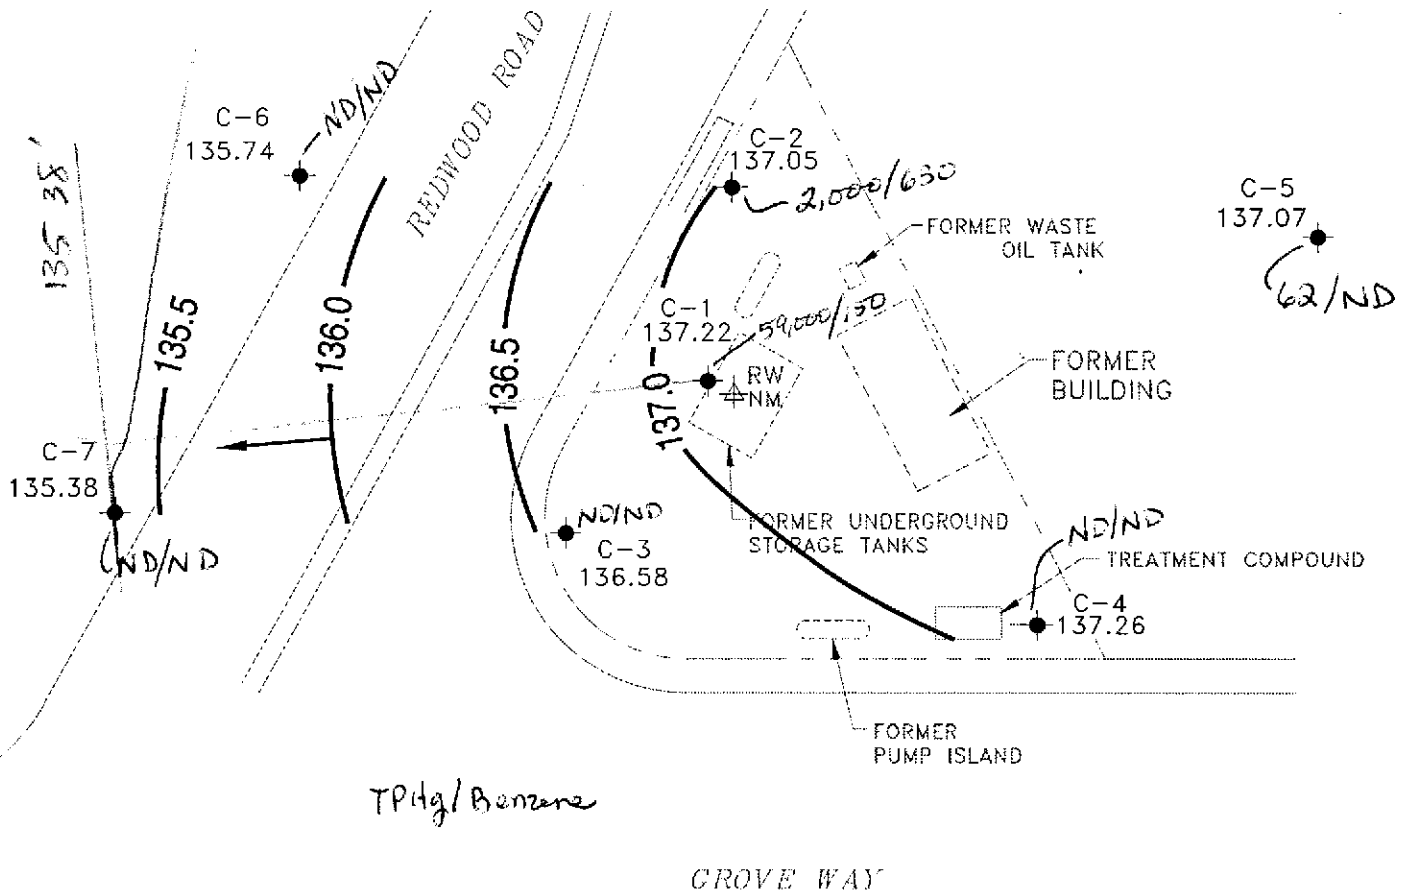 REDWOOD ROAD
C-6
135.74
ND/ND
135 38'
C-2
137.05
2,000/630
C-5
137.07
62/ND
FORMER WASTE
OIL TANK
C-1
137.22
59,000/150
RW
NM
135.5
136.0
136.5
137.0
FORMER
BUILDING
C-7
135.38
ND/ND
ND/ND
C-3
136.58
FORMER UNDERGROUND
STORAGE TANKS
ND/ND
TREATMENT COMPOUND
C-4
137.26
FORMER
PUMP ISLAND
TPHg/Benzene
GROVE WAY